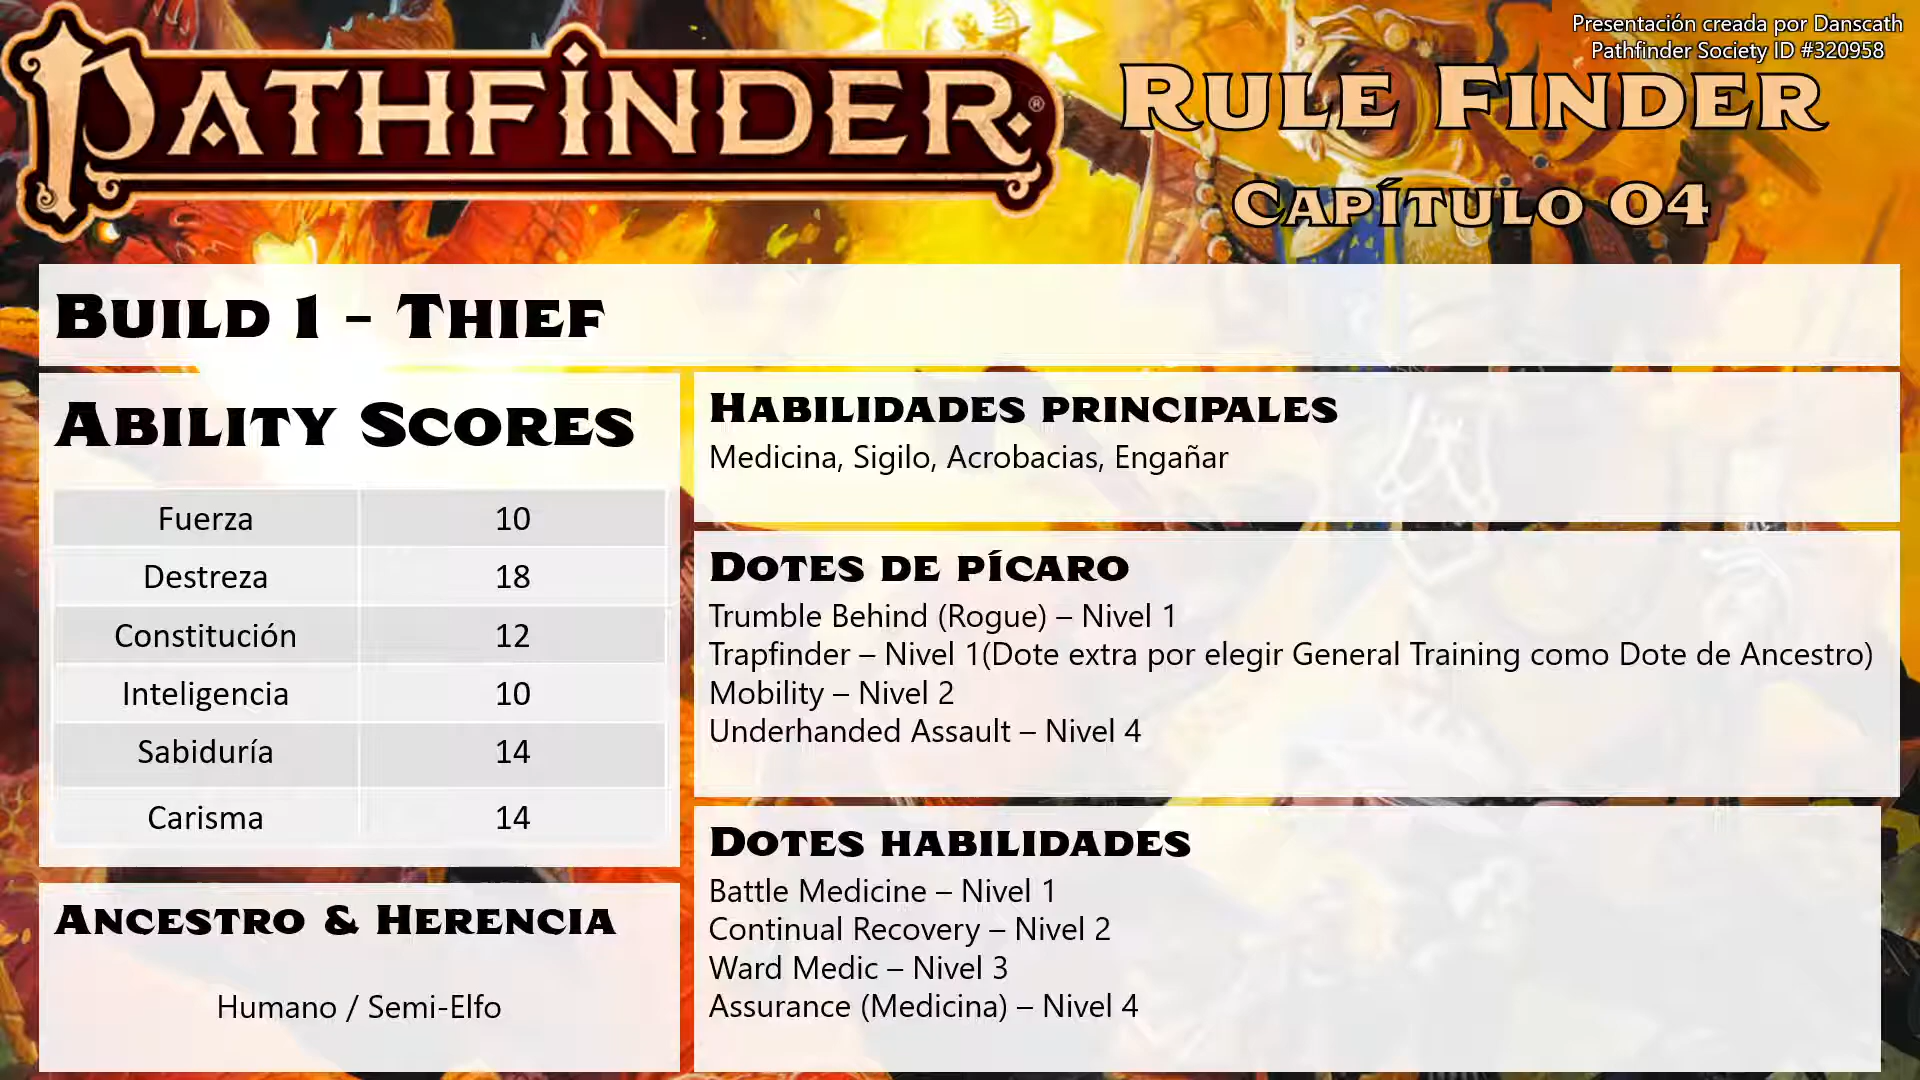 Presentación creada por Danscath
Pathfinder Society ID #320958
PATHFINDER®
RULE FINDER
CAPÍTULO 04
BUILD 1 – THIEF
ABILITY SCORES
Fuerza 10
Destreza 18
Constitución 12
Inteligencia 10
Sabiduría 14
Carisma 14
ANCESTRO & HERENCIA
Humano / Semi-Elfo
HABILIDADES PRINCIPALES
Medicina, Sigilo, Acrobacias, Engañar
DOTES DE PÍCARO
Trumble Behind (Rogue) – Nivel 1
Trapfinder – Nivel 1(Dote extra por elegir General Training como Dote de Ancestro)
Mobility – Nivel 2
Underhanded Assault – Nivel 4
DOTES HABILIDADES
Battle Medicine – Nivel 1
Continual Recovery – Nivel 2
Ward Medic – Nivel 3
Assurance (Medicina) – Nivel 4